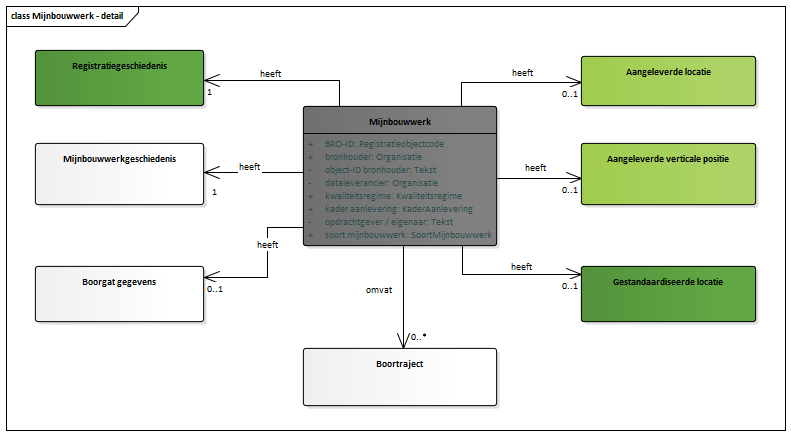 class Mijnbouwwerk - detail
Registratiegeschiedenis
heeft
1
heeft
0..1
Aangeleverde locatie
Mijnbouwwerk
+ BRO-ID: Registratieobjectcode
+ bronhouder: Organisatie
- object-ID bronhouder: Tekst
- dataleverancier: Organisatie
+ kwaliteitsregime: Kwaliteitsregime
+ kader aanlevering: KaderAanlevering
- opdrachtgever / eigenaar: Tekst
+ soort mijnbouwwerk: SoortMijnbouwwerk
Mijnbouwwerkgeschiedenis
heeft
1
heeft
0..1
Aangeleverde verticale positie
Boorgat gegevens
heeft
0..1
heeft
0..1
Gestandaardiseerde locatie
omvat
0..*
Boortraject